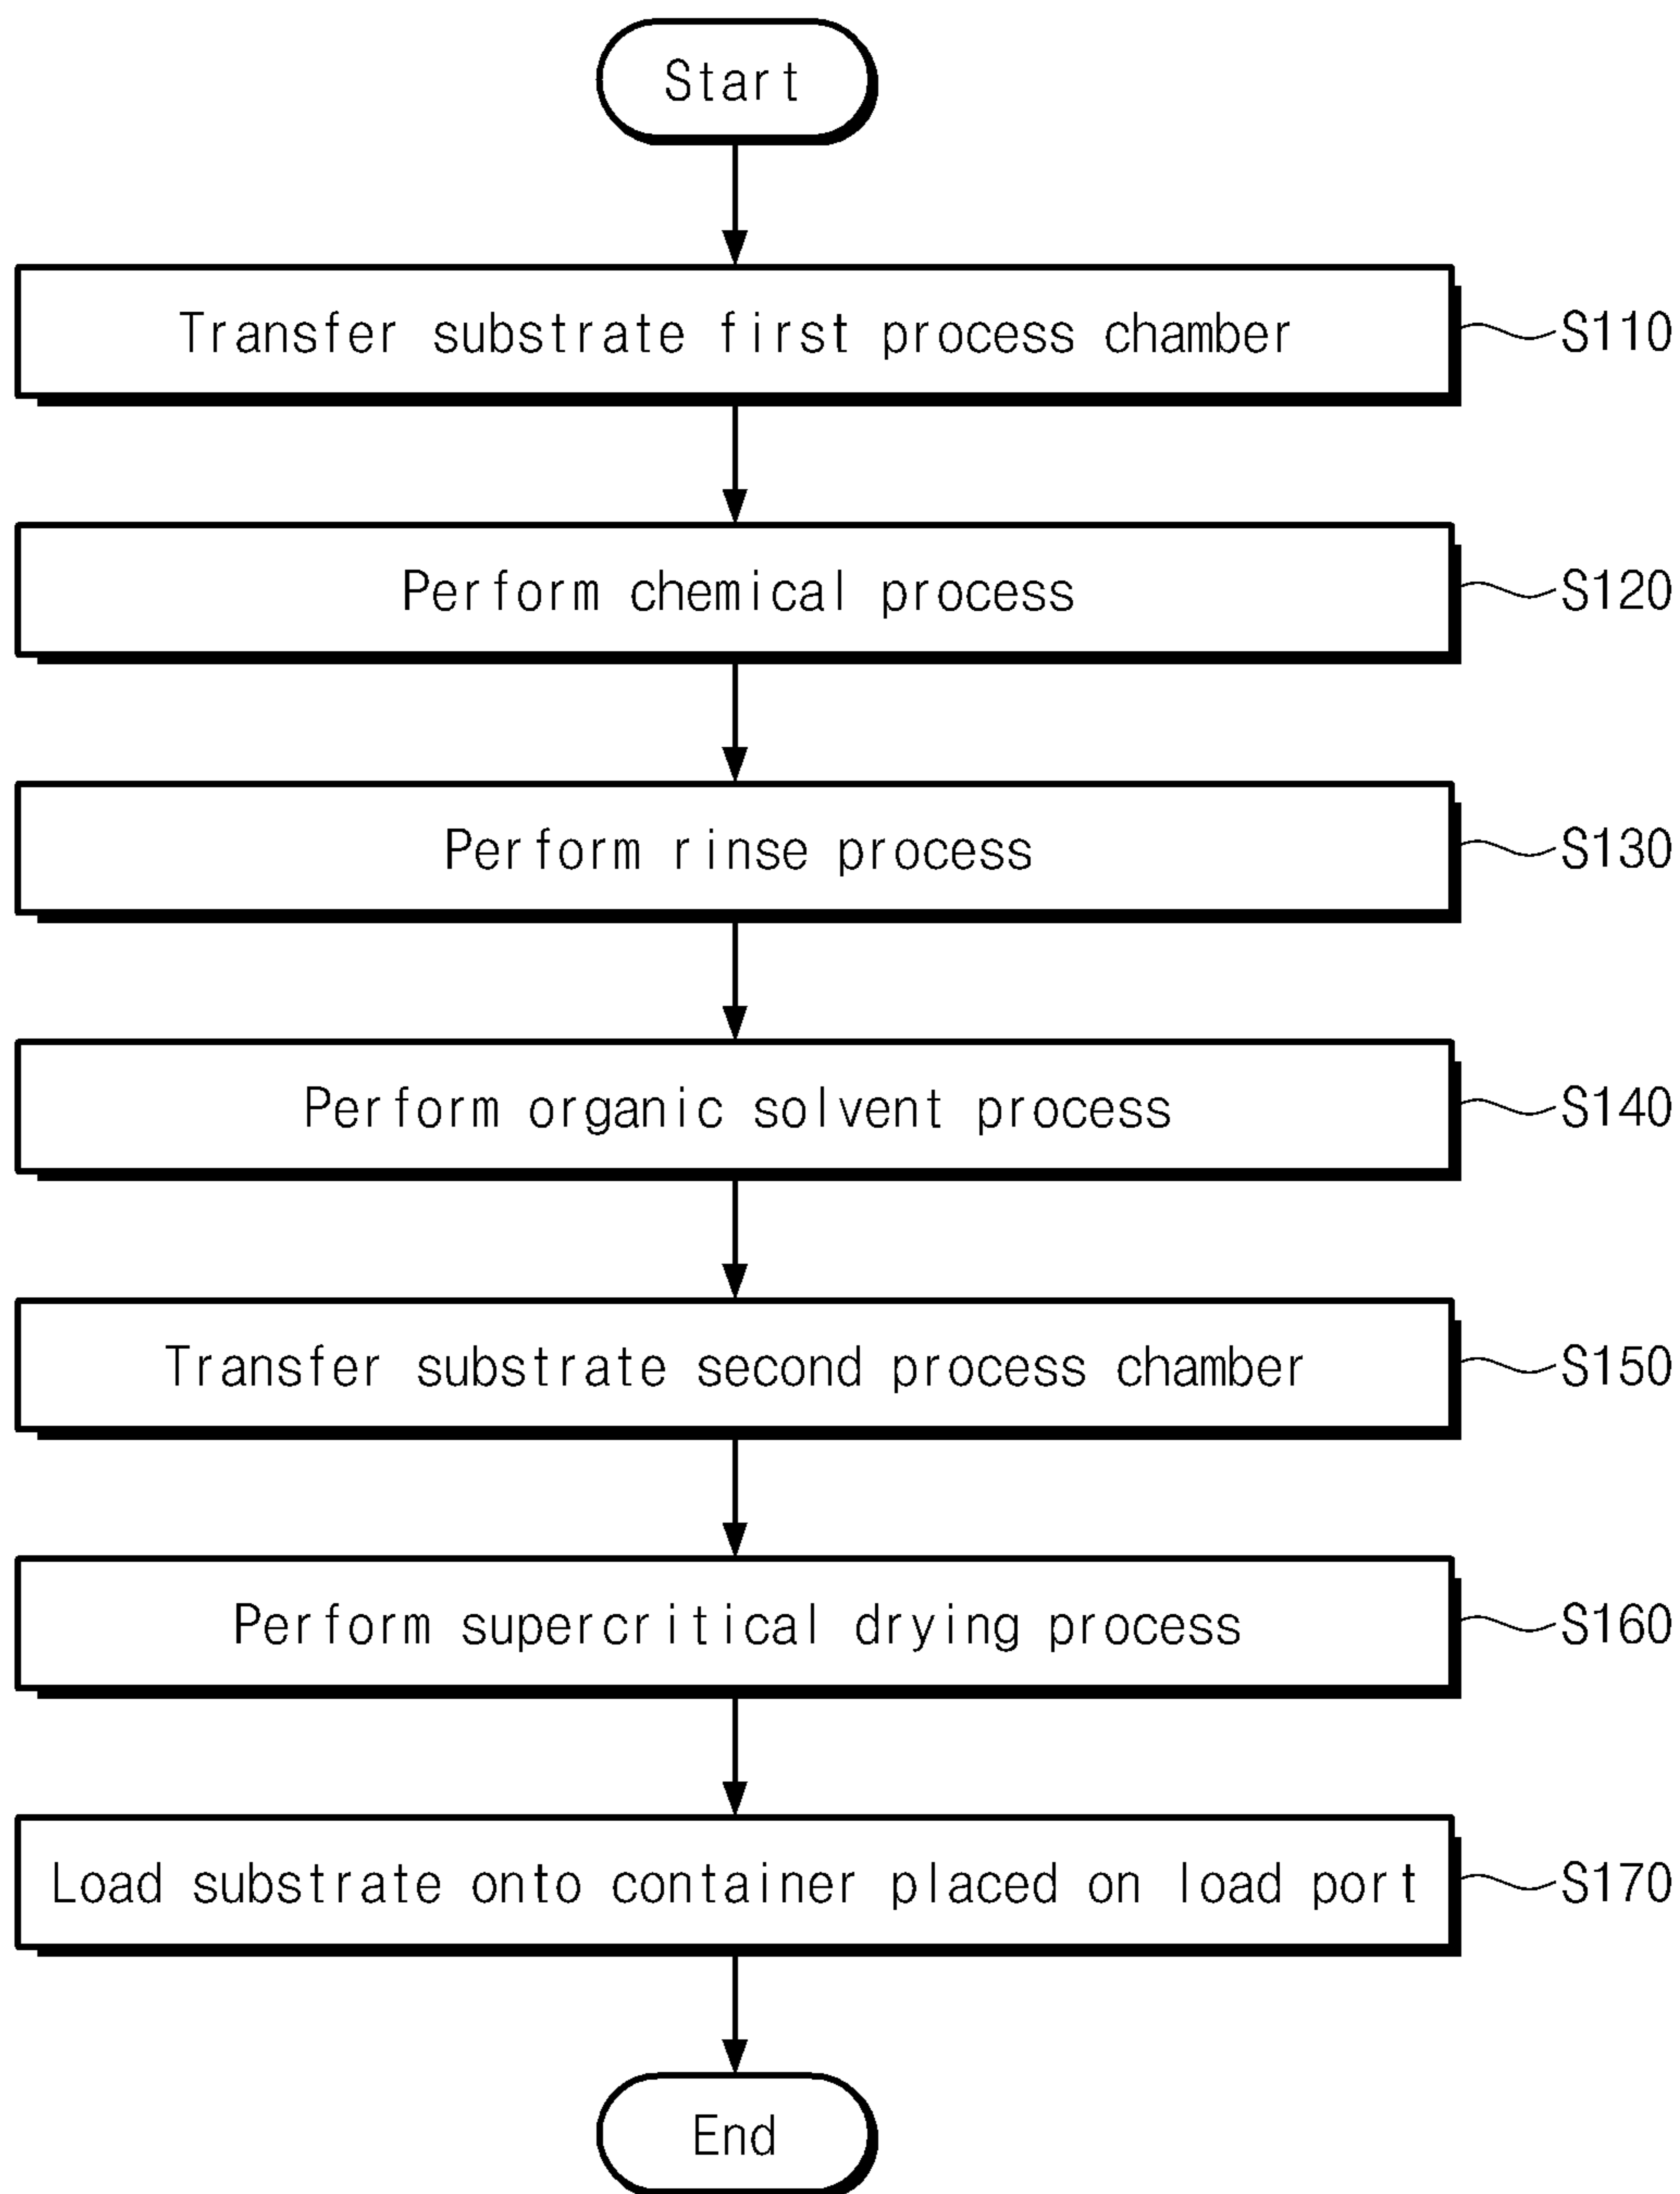 Start
Transfer substrate first process chamber
S110
Perform chemical process
S120
Perform rinse process
S130
Perform organic solvent process
S140
Transfer substrate second process chamber
S150
Perform supercritical drying process
S160
Load substrate onto container placed on load port
S170
End